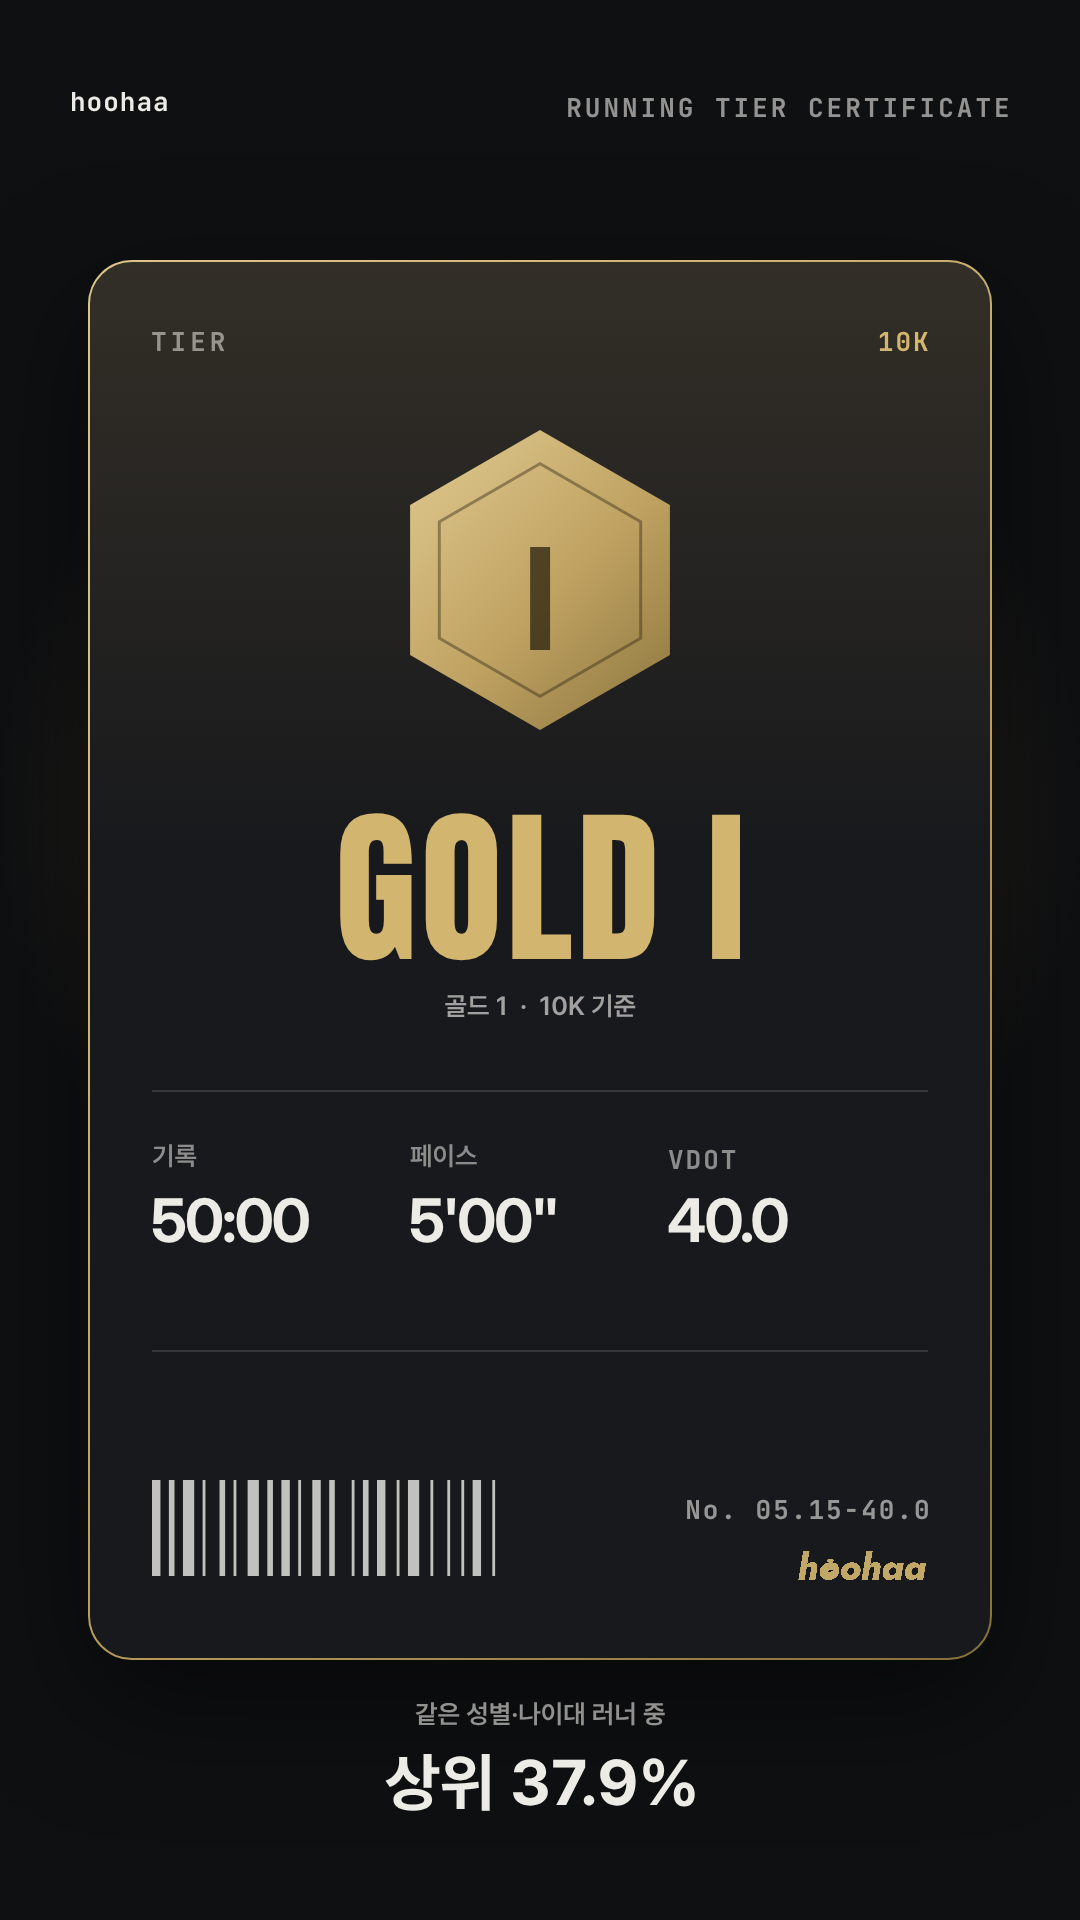 hoohaa
RUNNING TIER CERTIFICATE
TIER
10K
I
GOLD I
골드 1 · 10K 기준
기록
페이스
VDOT
50:00
5'00"
40.0
No. 05.15-40.0
hoohaa
같은 성별·나이대 러너 중
상위 37.9%